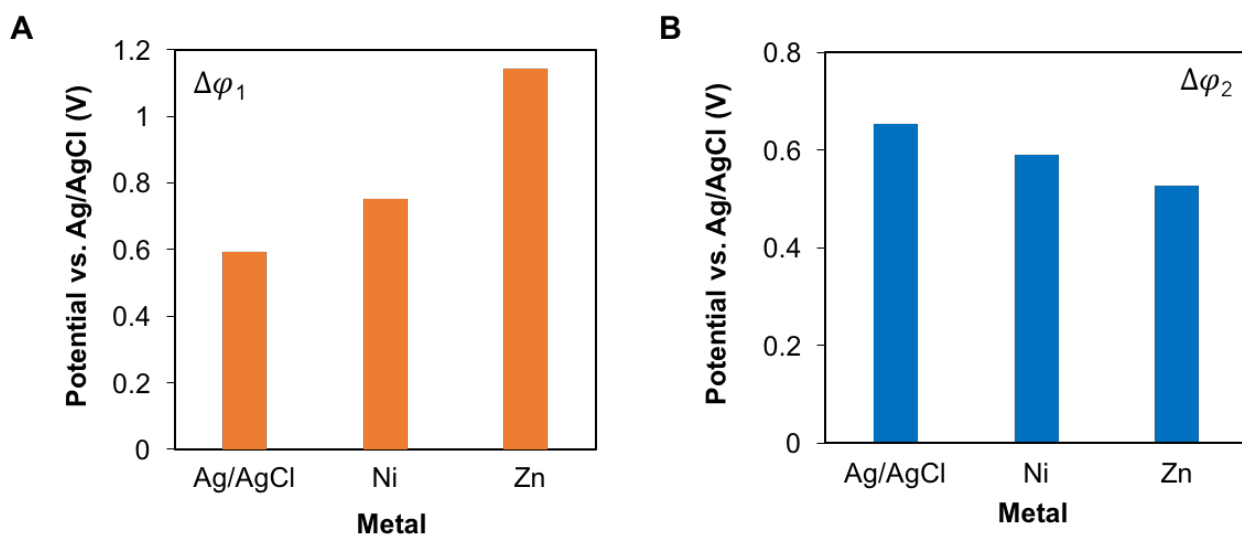 A
Δφ₁
Potential vs. Ag/AgCl (V)
1.2
1
0.8
0.6
0.4
0.2
0
Ag/AgCl Ni Zn
Metal
B
Δφ₂
Potential vs. Ag/AgCl (V)
0.8
0.6
0.4
0.2
0
Ag/AgCl Ni Zn
Metal